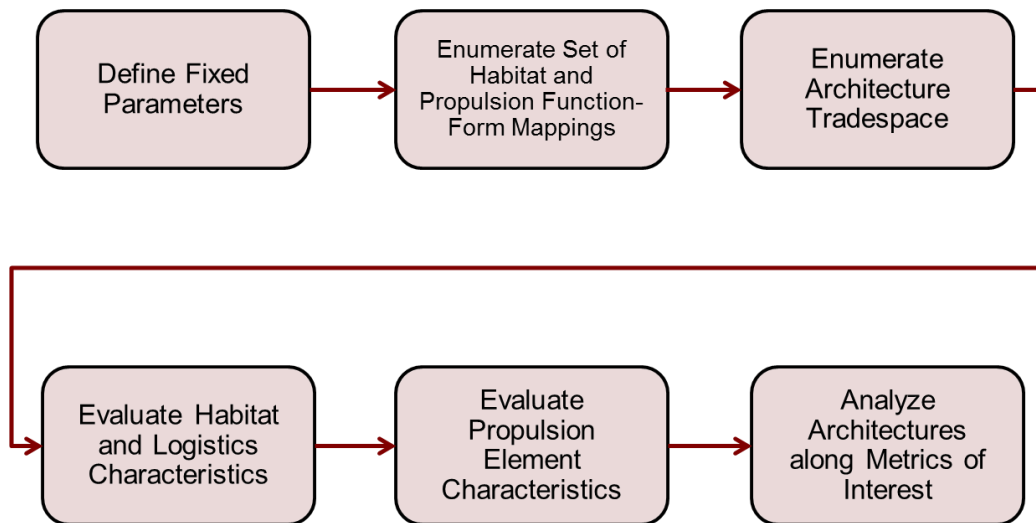 Define Fixed
Parameters
Enumerate Set of
Habitat and
Propulsion Function-
Form Mappings
Enumerate
Architecture
Tradespace
Evaluate Habitat
and Logistics
Characteristics
Evaluate
Propulsion
Element
Characteristics
Analyze
Architectures
along Metrics of
Interest